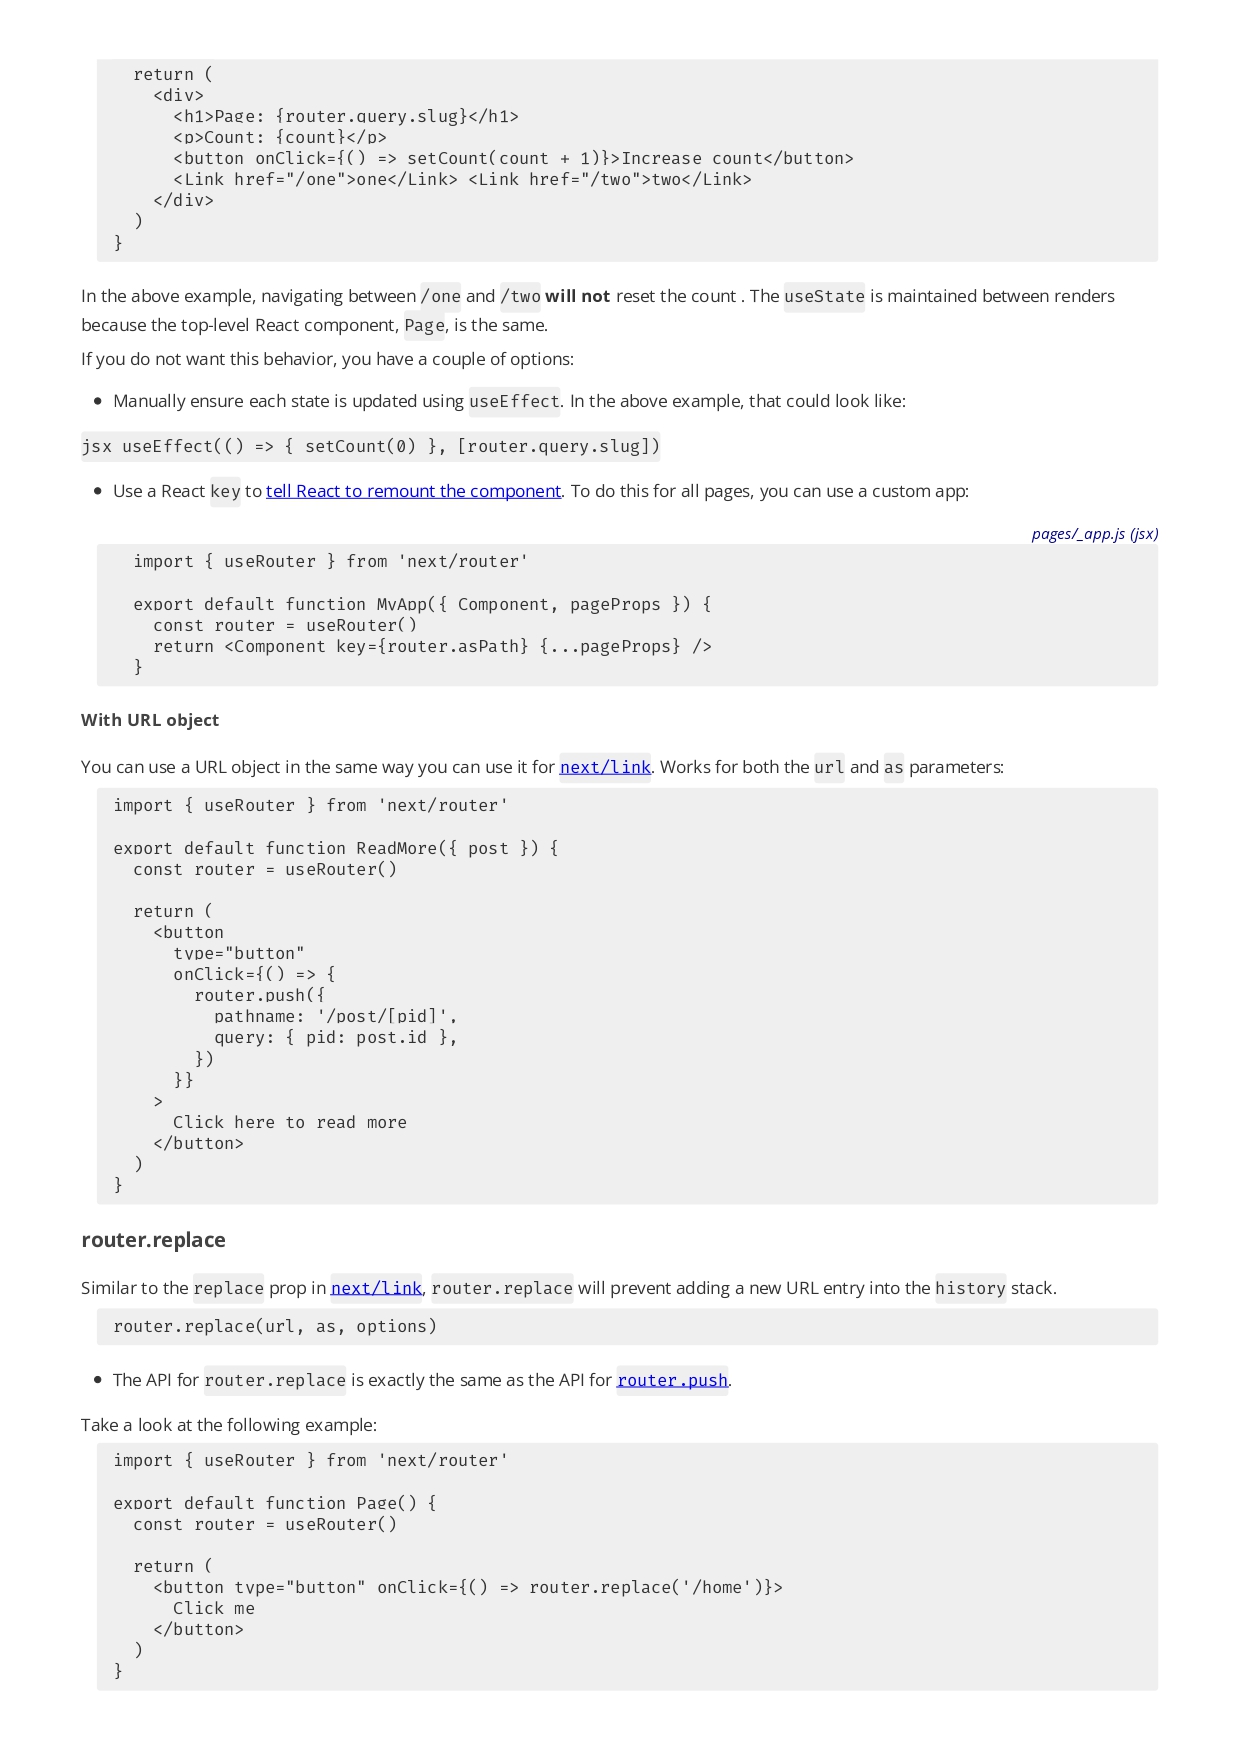 return (
<div>
<h1>Page: {router.query.slug}</h1>
<p>Count: {count}</p>
<button onClick={() => setCount(count + 1)}>Increase count</button>
<Link href="/one">one</Link> <Link href="/two">two</Link>
</div>
)
}
In the above example, navigating between /one and /two will not reset the count . The useState is maintained between renders
because the top-level React component, Page, is the same.
If you do not want this behavior, you have a couple of options:
• Manually ensure each state is updated using useEffect. In the above example, that could look like:
jsx useEffect(() => { setCount(0) }, [router.query.slug])
• Use a React key to tell React to remount the component. To do this for all pages, you can use a custom app:
pages/_app.js (jsx)
import { useRouter } from 'next/router'
export default function MyApp({ Component, pageProps }) {
const router = useRouter()
return <Component key={router.asPath} {...pageProps} />
}
With URL object
You can use a URL object in the same way you can use it for next/link. Works for both the url and as parameters:
import { useRouter } from 'next/router'
export default function ReadMore({ post }) {
const router = useRouter()
return (
<button
type="button"
onClick={() => {
router.push({
pathname: '/post/[pid]',
query: { pid: post.id },
})
}}
>
Click here to read more
</button>
)
}
router.replace
Similar to the replace prop in next/link, router.replace will prevent adding a new URL entry into the history stack.
router.replace(url, as, options)
• The API for router.replace is exactly the same as the API for router.push.
Take a look at the following example:
import { useRouter } from 'next/router'
export default function Page() {
const router = useRouter()
return (
<button type="button" onClick={() => router.replace('/home')}>
Click me
</button>
)
}